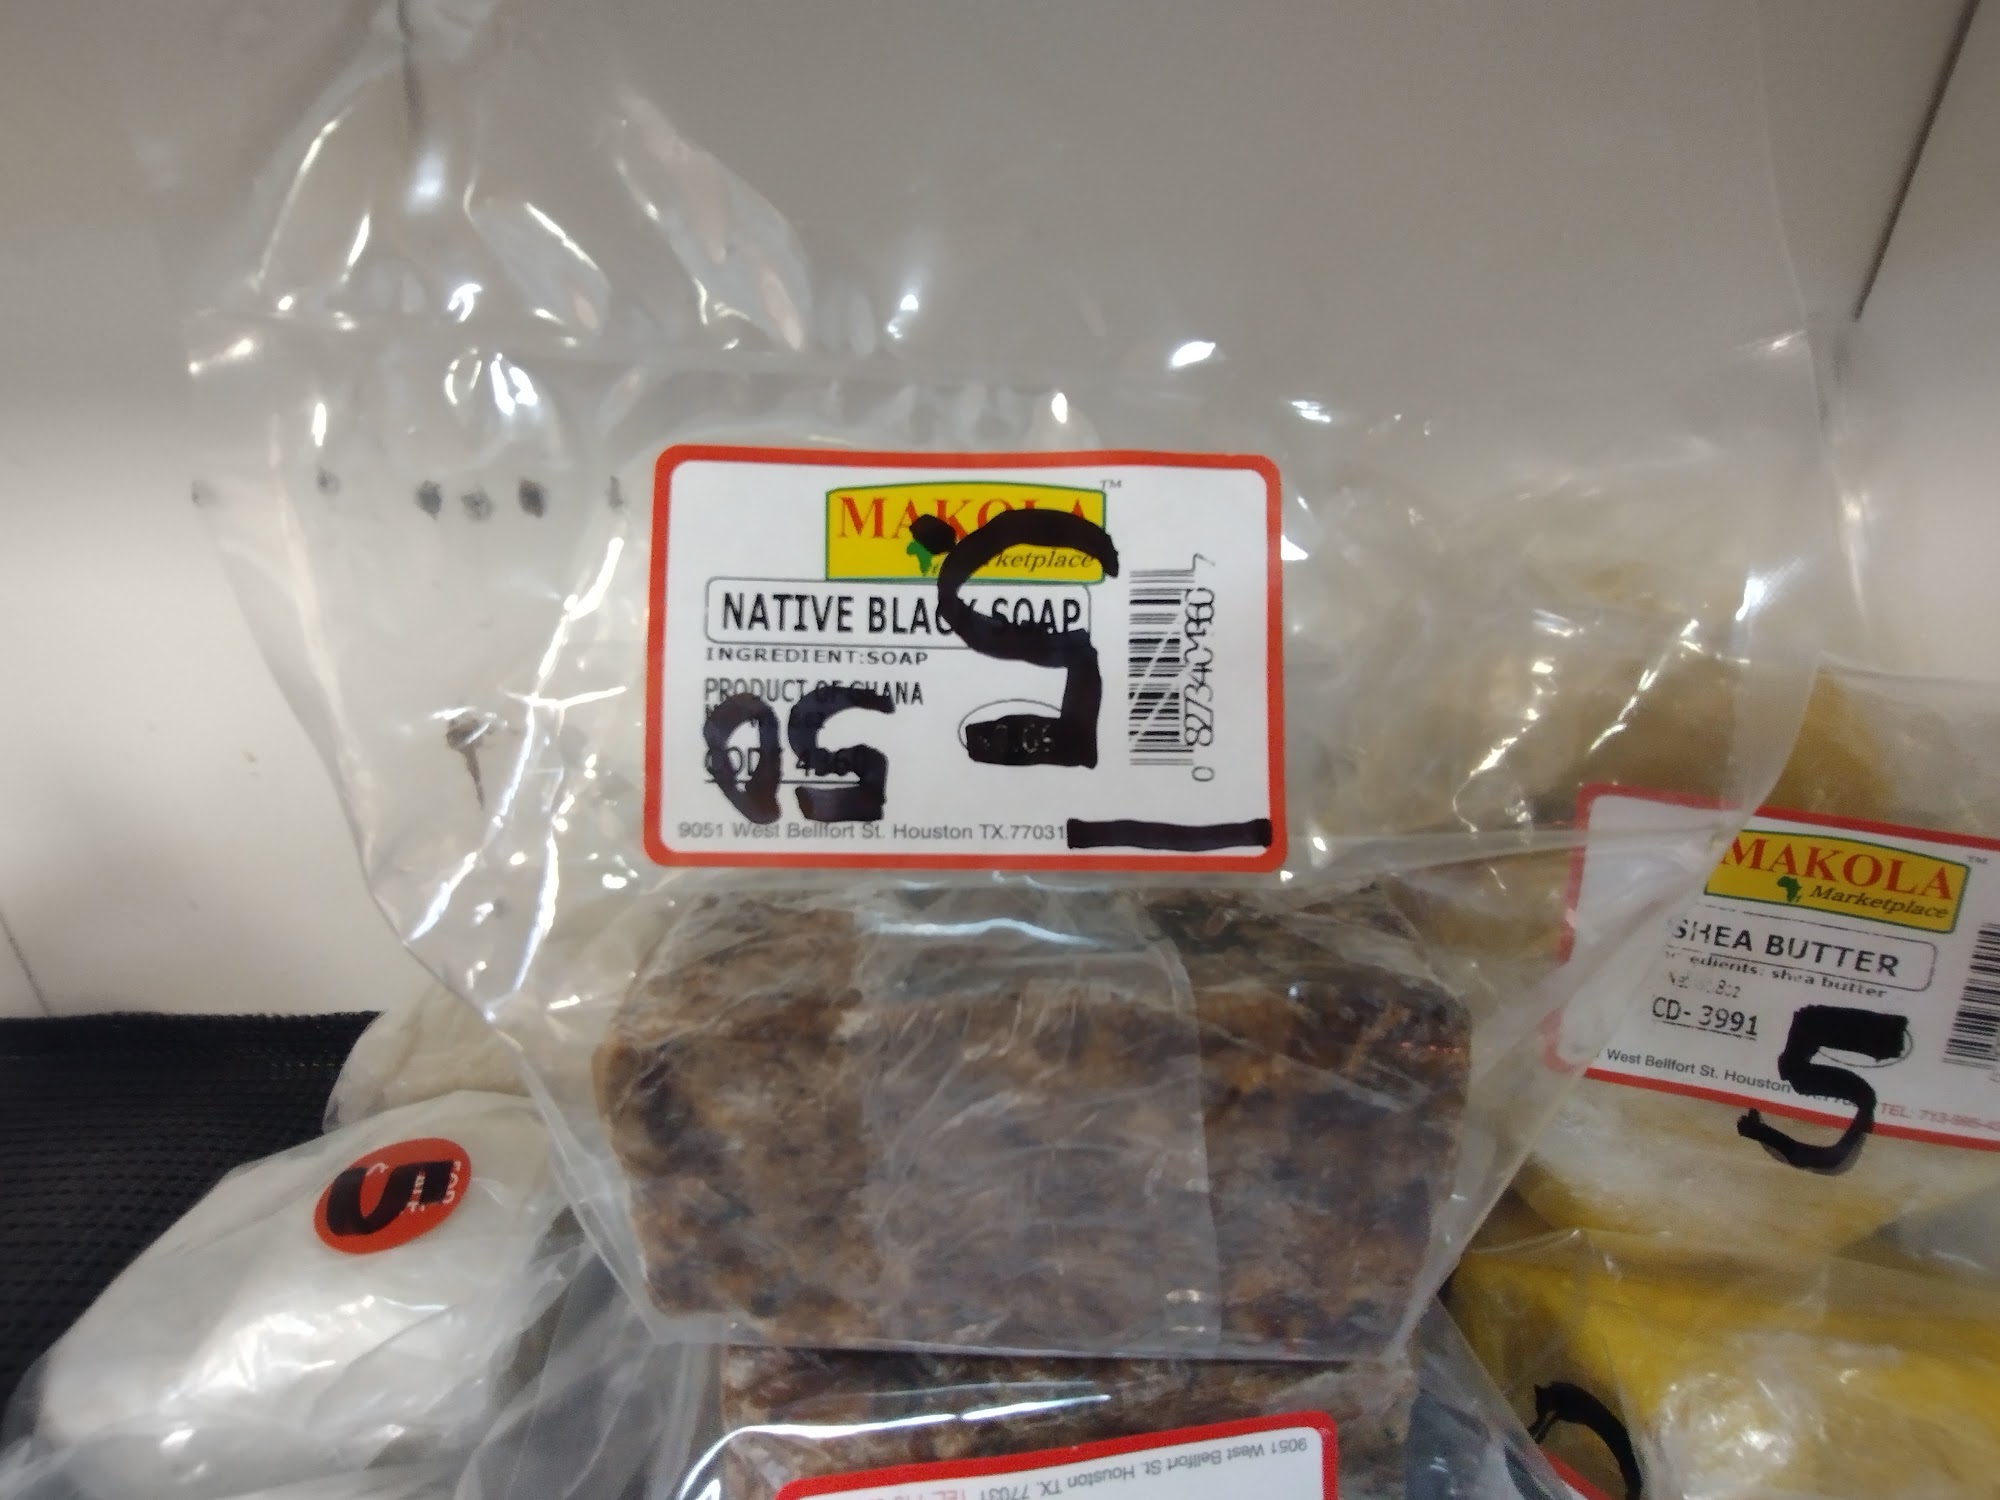 MAKOLA
TM
Marketplace
NATIVE BLACK SOAP
INGREDIENT:SOAP
PRODUCT OF GHANA
9051 West Bellfort St. Houston TX.77031
MAKOLA
TM
Marketplace
SHEA BUTTER
shea butter
CD-3991
5
West Bellfort St. Houston
TEL:
9051 West Bellfort St. Houston TX. 77031